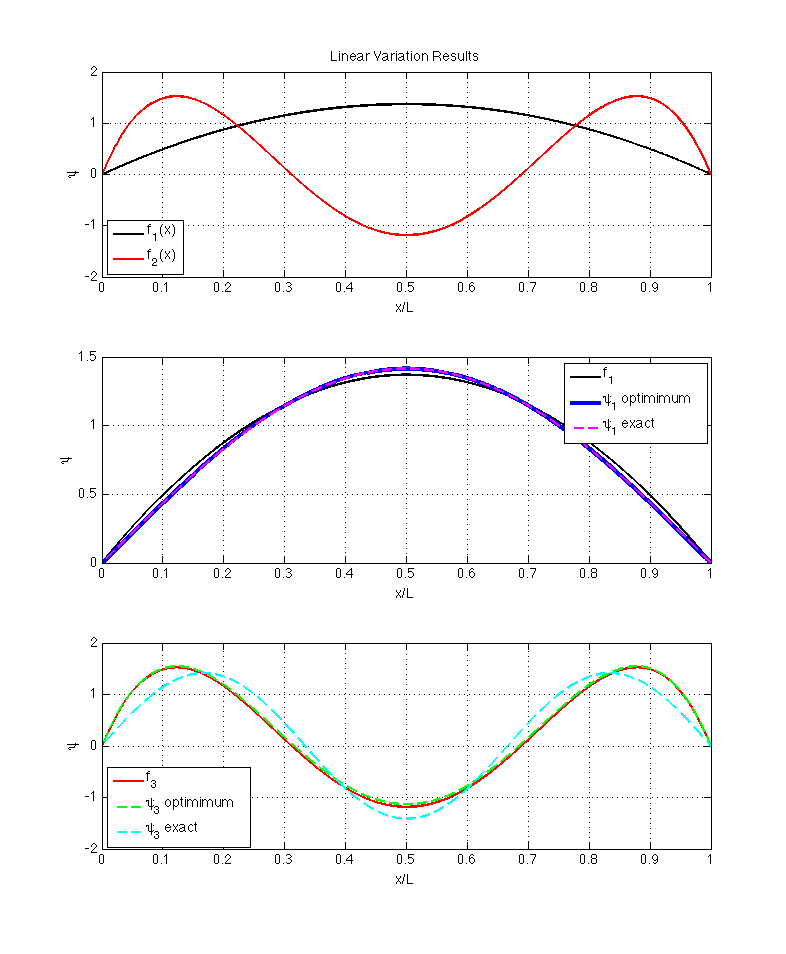 Linear Variation Results
2
1
0
-1
-2
ψ
f1(x)
f2(x)
0 0.1 0.2 0.3 0.4 0.5 0.6 0.7 0.8 0.9 1
x/L
1.5
1
0.5
0
ψ
f1
ψ1 optimimum
ψ1 exact
0 0.1 0.2 0.3 0.4 0.5 0.6 0.7 0.8 0.9 1
x/L
2
1
0
-1
-2
ψ
f3
ψ3 optimimum
ψ3 exact
0 0.1 0.2 0.3 0.4 0.5 0.6 0.7 0.8 0.9 1
x/L